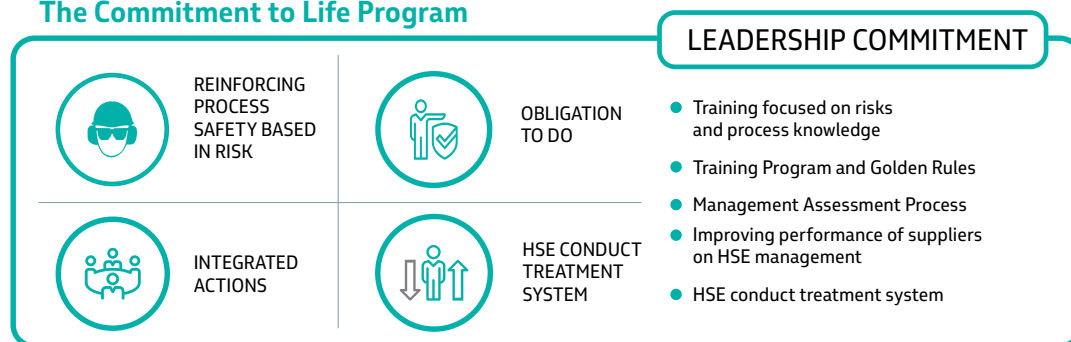 The Commitment to Life Program
LEADERSHIP COMMITMENT
REINFORCING
PROCESS
SAFETY BASED
IN RISK
OBLIGATION
TO DO
INTEGRATED
ACTIONS
HSE CONDUCT
TREATMENT
SYSTEM
Training focused on risks
and process knowledge
Training Program and Golden Rules
Management Assessment Process
Improving performance of suppliers
on HSE management
HSE conduct treatment system